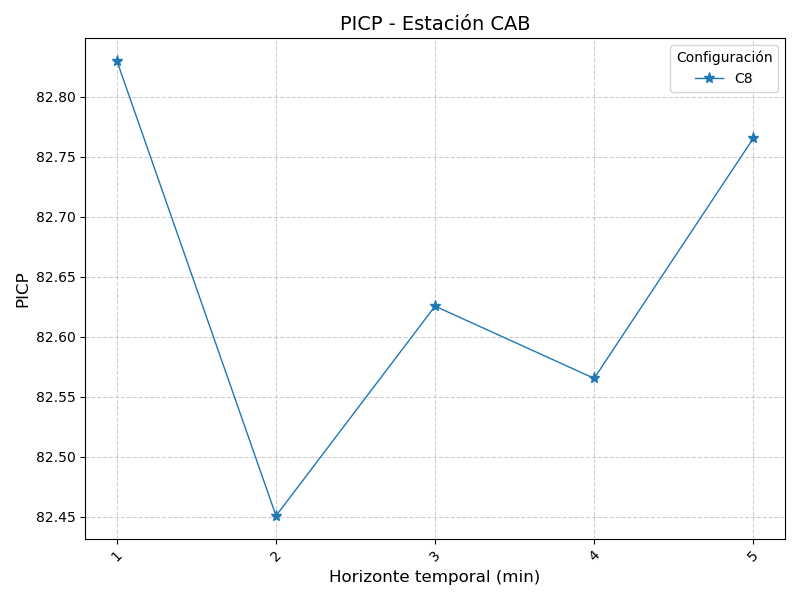 PICP - Estación CAB
Configuración
C8
PICP
82.80
82.75
82.70
82.65
82.60
82.55
82.50
82.45
1
2
3
4
5
Horizonte temporal (min)